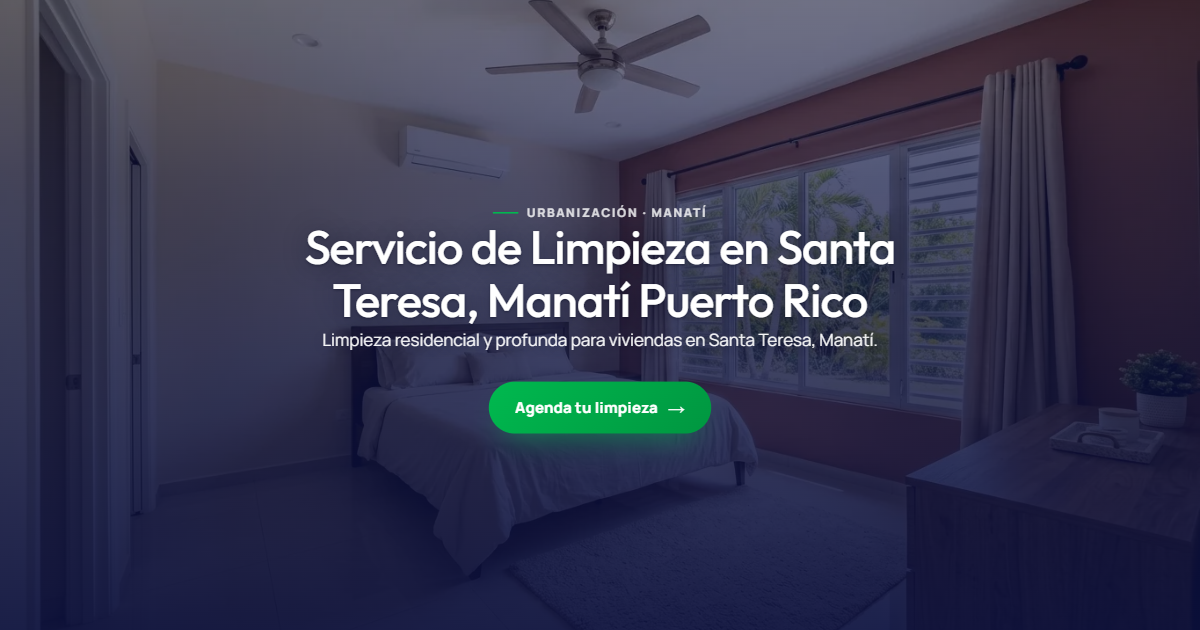 URBANIZACIÓN · MANATÍ
Servicio de Limpieza en Santa
Teresa, Manatí Puerto Rico
Limpieza residencial y profunda para viviendas en Santa Teresa, Manatí.
Agenda tu limpieza →